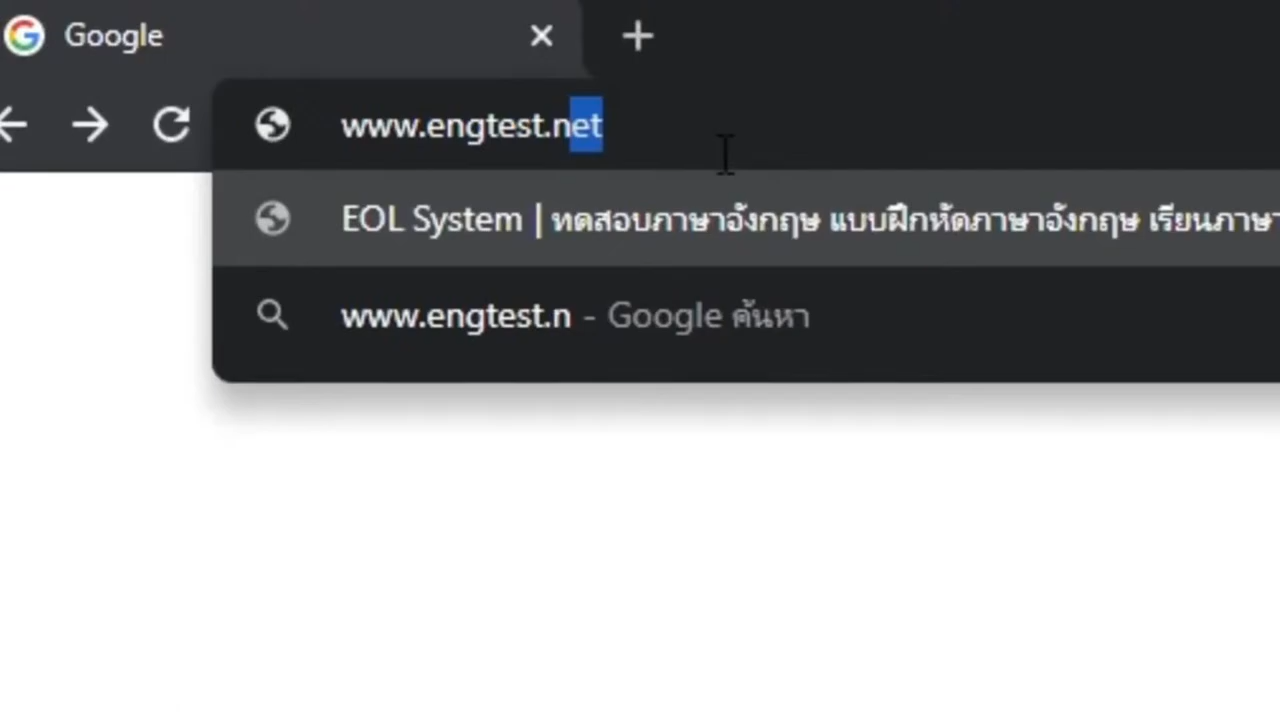 Google
www.engtest.net
EOL System | ทดสอบภาษาอังกฤษ แบบฝึกหัดภาษาอังกฤษ เรียนภาษา
www.engtest.n - Google ค้นหา